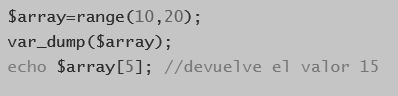 $array=range(10,20);
var_dump($array);
echo $array[5]; //devuelve el valor 15